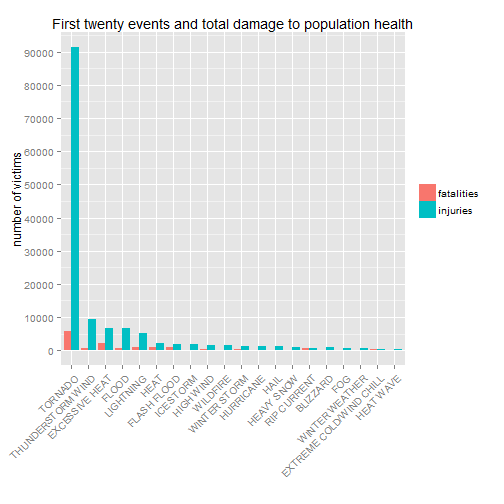 First twenty events and total damage to population health
number of victims
90000
80000
70000
60000
50000
40000
30000
20000
10000
0
TORNADO
THUNDERSTORM WIND
EXCESSIVE HEAT
FLOOD
LIGHTNING
HEAT
FLASH FLOOD
ICE STORM
HIGH WIND
WILDFIRE
WINTER STORM
HURRICANE
HAIL
HEAVY SNOW
RIP CURRENT
BLIZZARD
FOG
WINTER WEATHER
EXTREME COLD/WIND CHILL
HEAT WAVE
fatalities
injuries